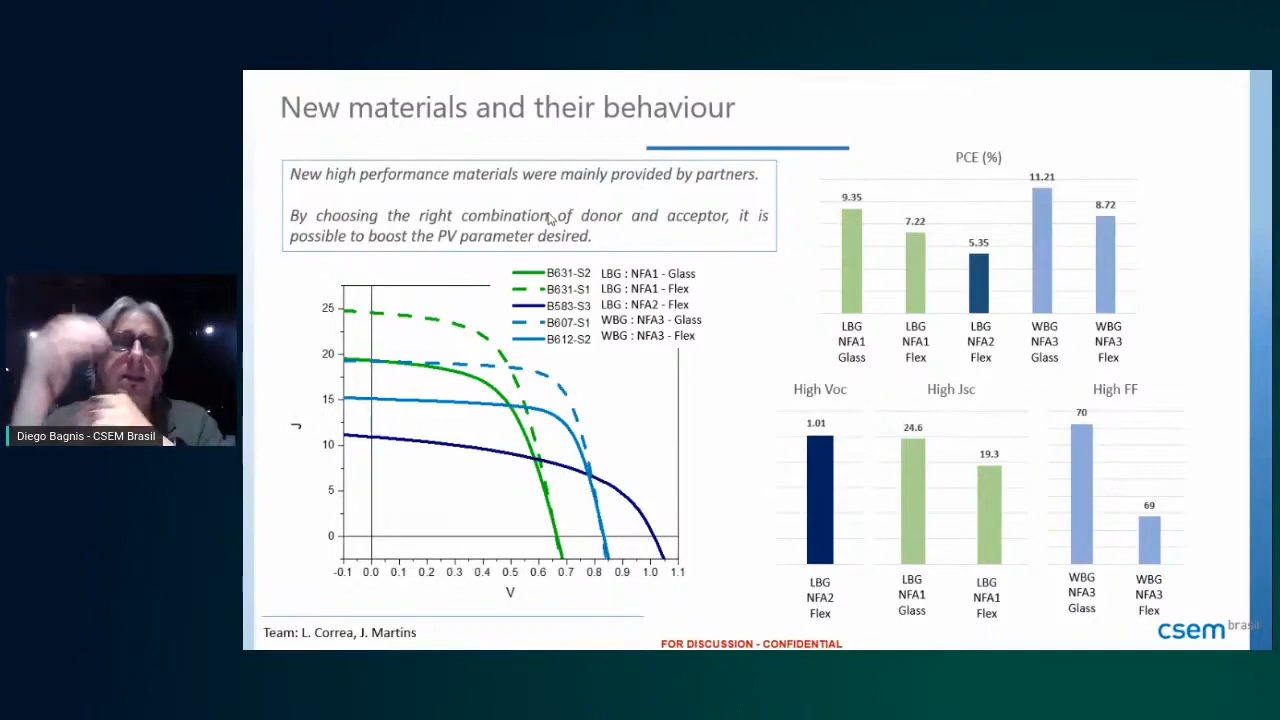 New materials and their behaviour
New high performance materials were mainly provided by partners.
By choosing the right combination of donor and acceptor, it is
possible to boost the PV parameter desired.
B631-S2 LBG : NFA1 - Glass
B631-S1 LBG : NFA1 - Flex
B583-S3 LBG : NFA2 - Flex
B607-S1 WBG : NFA3 - Glass
B612-S2 WBG : NFA3 - Flex
25
20
15
10
5
0
J
-0.1 0.0 0.1 0.2 0.3 0.4 0.5 0.6 0.7 0.8 0.9 1.0 1.1
V
PCE (%)
9.35 7.22 5.35 11.21 8.72
LBG LBG LBG WBG WBG
NFA1 NFA1 NFA2 NFA3 NFA3
Glass Flex Flex Glass Flex
High Voc
1.01
LBG
NFA2
Flex
High Jsc
24.6 19.3
LBG LBG
NFA1 NFA1
Glass Flex
High FF
70 69
WBG WBG
NFA3 NFA3
Glass Flex
Diego Bagnis - CSEM Brasil
Team: L. Correa, J. Martins
FOR DISCUSSION - CONFIDENTIAL
csem brasil